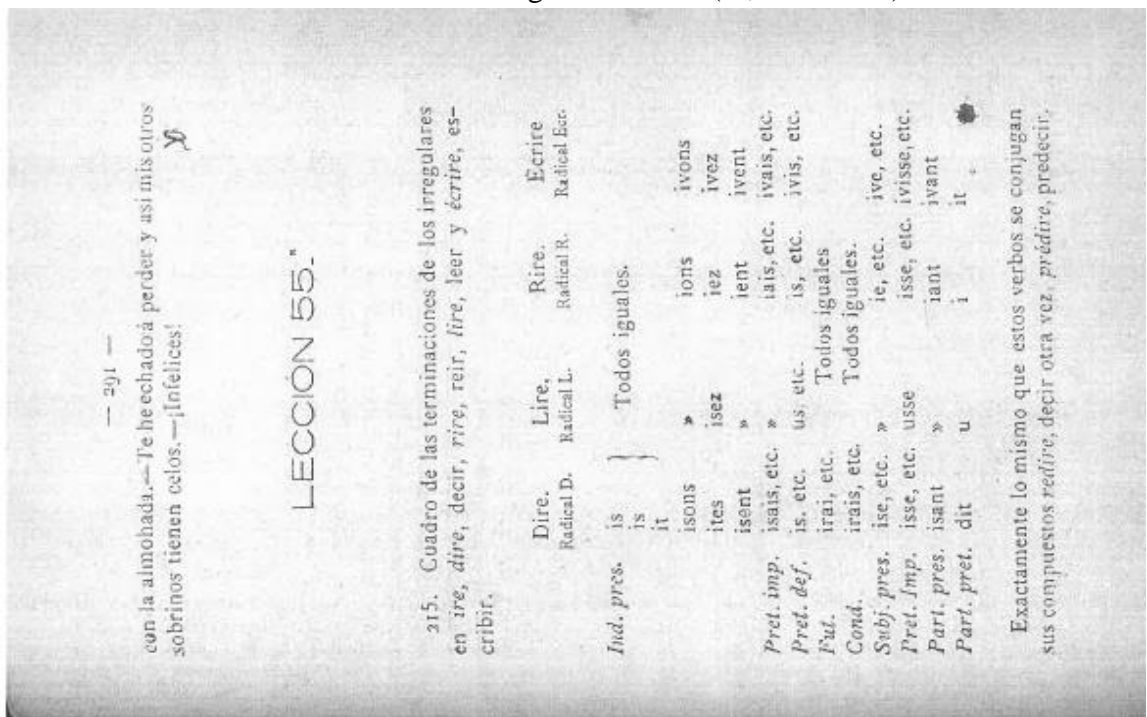 — 291 —
con la almohada.—Te he echado á perder y así mis otros
sobrinos tienen celos.—¡Infelices!
LECCION 55.ª
215. Cuadro de las terminaciones de los irregulares
en ire, dire, decir, rire, reir, lire, leer y écrire, es-
cribir.
Dire. Lire, Rire. Ecrire
Radical D. Radical L. Radical R. Radical Ecr.
Ind. pres. is
is } Todos iguales.
it
isons » ions ivons
ites isez iez ivez
isent » ient ivent
Pret. imp. isais, etc. » iais, etc. ivais, etc.
Pret. def. is. etc. us, etc. is, etc. ivis, etc.
Fut. irai, etc. Todos iguales
Cond. irais, etc. Todos iguales.
Subj. pres. ise, etc. » ie, etc. ive, etc.
Pret. imp. isse, etc. usse isse, etc. ivisse, etc.
Part. pres. isant » iant ivant
Part. pret. dit u i it
Exactamente lo mismo que estos verbos se conjugan
sus compuestos redire, decir otra vez, prédire, predecir,